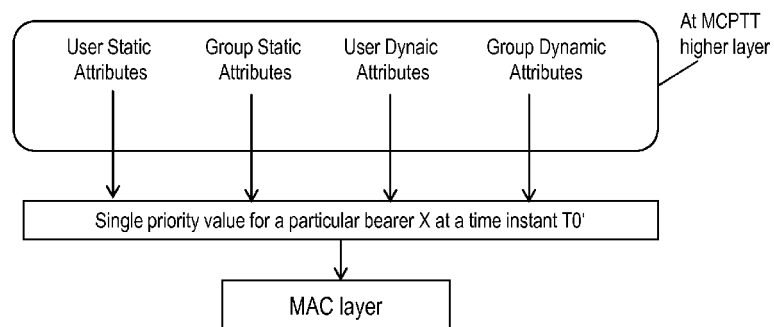 At MCPTT
higher layer
User Static
Attributes
Group Static
Attributes
User Dynaic
Attributes
Group Dynamic
Attributes
Single priority value for a particular bearer X at a time instant T0'
MAC layer